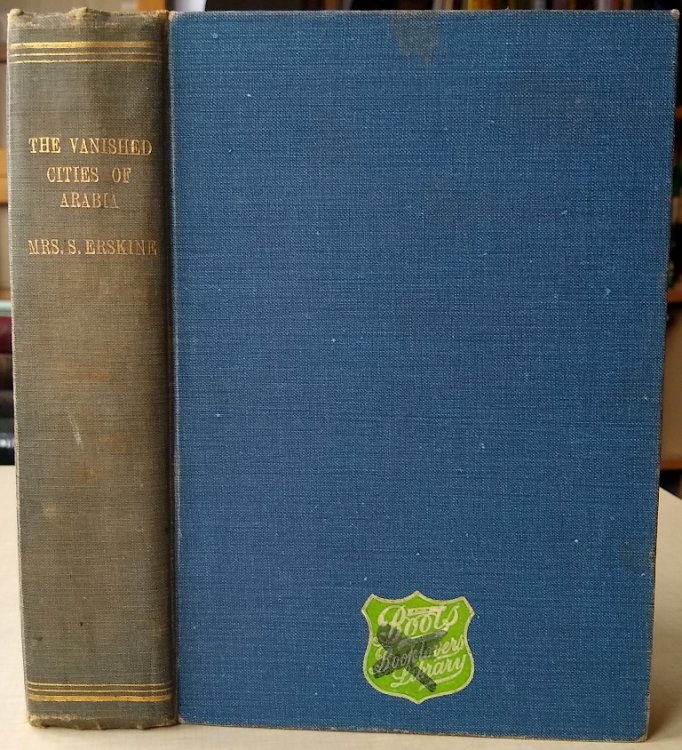 THE VANISHED
CITIES OF
ARABIA
MRS. S. ERSKINE
Boots
Booklovers
Library